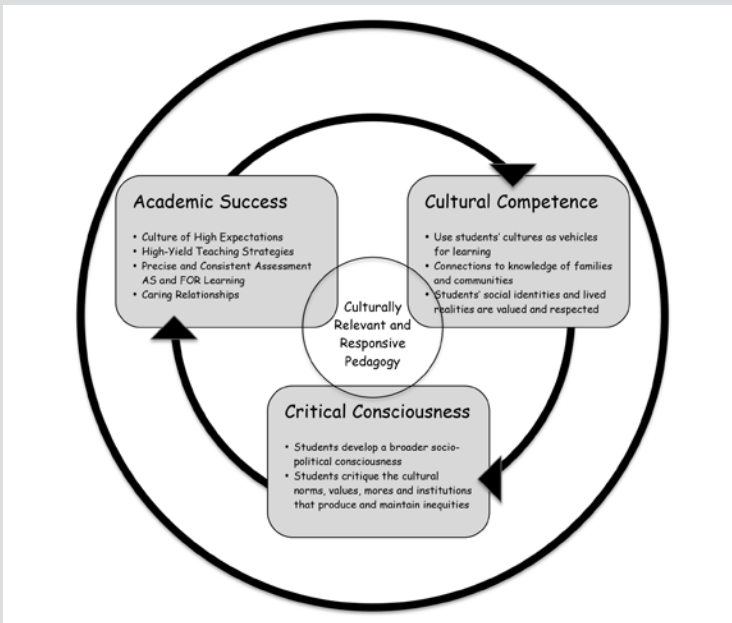 Academic Success
• Culture of High Expectations
• High-Yield Teaching Strategies
• Precise and Consistent Assessment
AS and FOR Learning
• Caring Relationships
Cultural Competence
• Use students' cultures as vehicles
for learning
• Connections to knowledge of families
and communities
• Students' social identities and lived
realities are valued and respected
Culturally
Relevant and
Responsive
Pedagogy
Critical Consciousness
• Students develop a broader socio-
political consciousness
• Students critique the cultural
norms, values, mores and institutions
that produce and maintain inequities